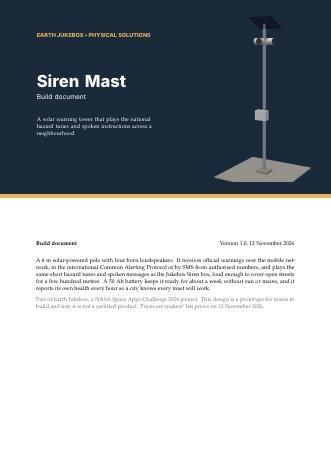 EARTH JUKEBOX • PHYSICAL SOLUTIONS
Siren Mast
Build document
A solar warning tower that plays the national
hazard tunes and spoken instructions across a
neighbourhood
Build document Version 1.0, 12 November 2026
A 6 m solar-powered pole with four horn loudspeakers. It receives official warnings over the mobile net-
work, in the international Common Alerting Protocol or by SMS from authorised numbers, and plays the
same short hazard tunes and spoken messages as the Jukebox Siren box, loud enough to cover open streets
for a few hundred metres. A 50 Ah battery keeps it ready for about a week without sun or mains, and it
reports its own health every hour so a city knows every mast will work.
Part of Earth Jukebox, a NASA Space Apps Challenge 2026 project. This design is a prototype for teams to
build and test; it is not a certified product. Prices are makers' list prices on 12 November 2026.